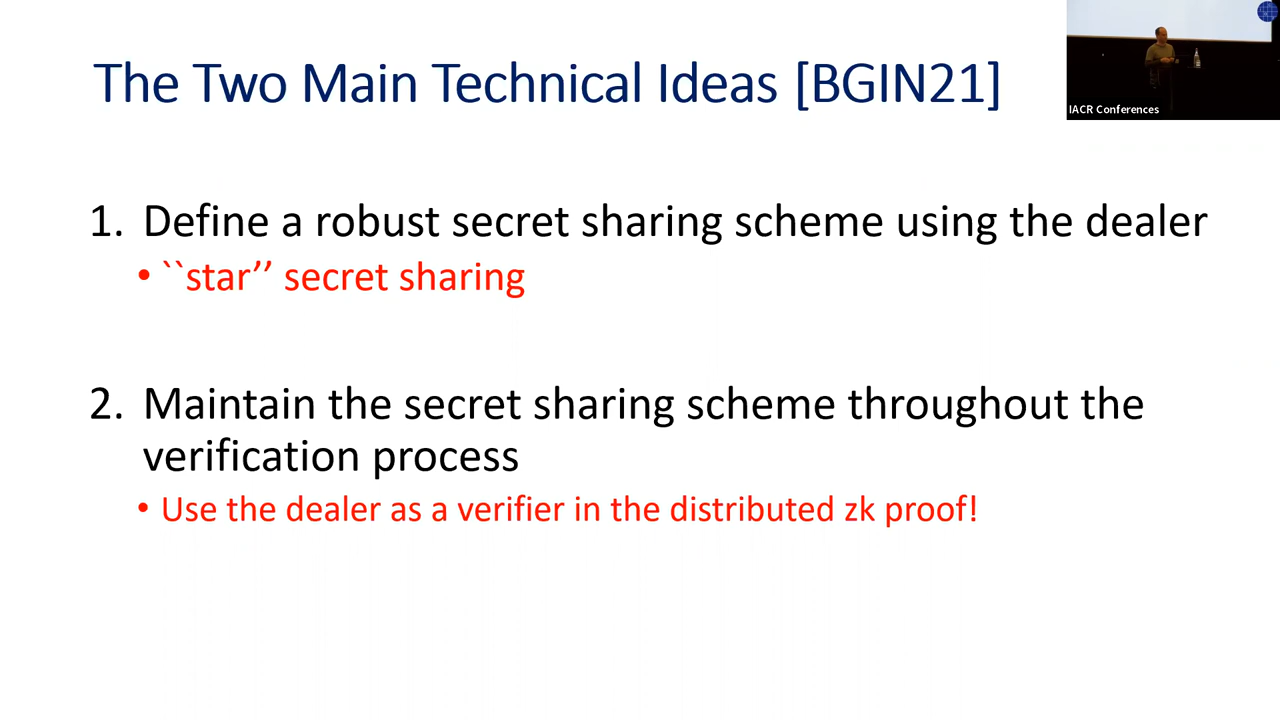 The Two Main Technical Ideas [BGIN21]
IACR Conferences
1. Define a robust secret sharing scheme using the dealer
• ``star’’ secret sharing
2. Maintain the secret sharing scheme throughout the
verification process
• Use the dealer as a verifier in the distributed zk proof!